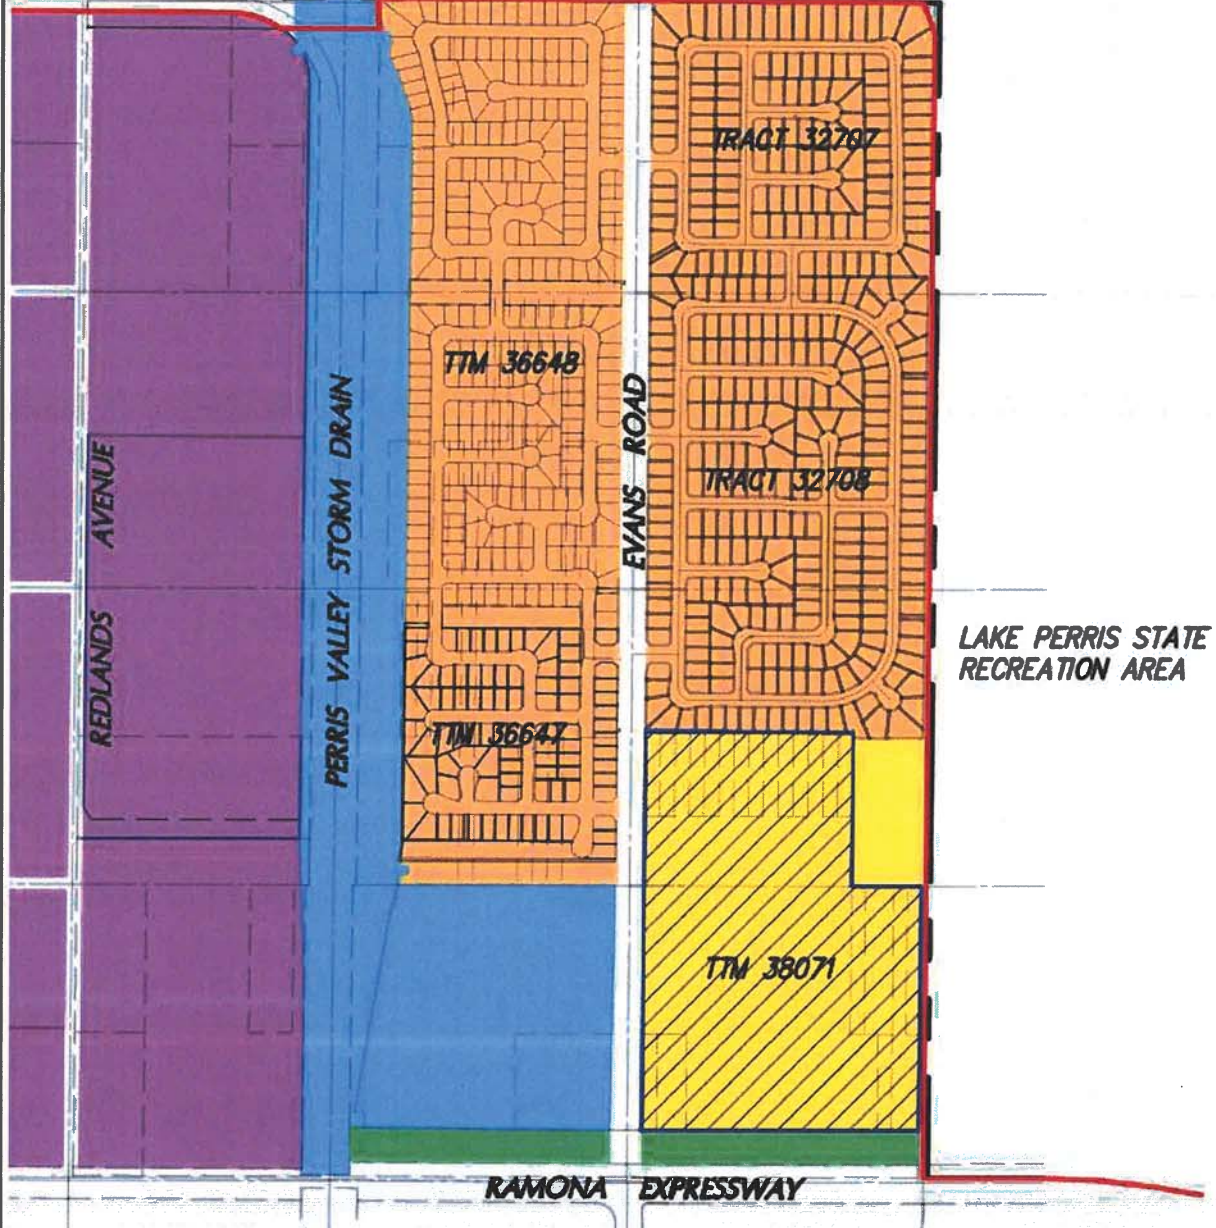 TRACT 32707
TTM 36648
TRACT 32708
EVANS ROAD
PERRIS VALLEY STORM DRAIN
REDLANDS AVENUE
LAKE PERRIS STATE
RECREATION AREA
TTM 36647
TTM 38071
RAMONA EXPRESSWAY